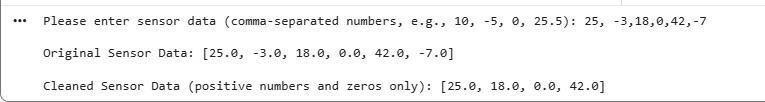 ••• Please enter sensor data (comma-separated numbers, e.g., 10, -5, 0, 25.5): 25, -3,18,0,42,-7
Original Sensor Data: [25.0, -3.0, 18.0, 0.0, 42.0, -7.0]
Cleaned Sensor Data (positive numbers and zeros only): [25.0, 18.0, 0.0, 42.0]